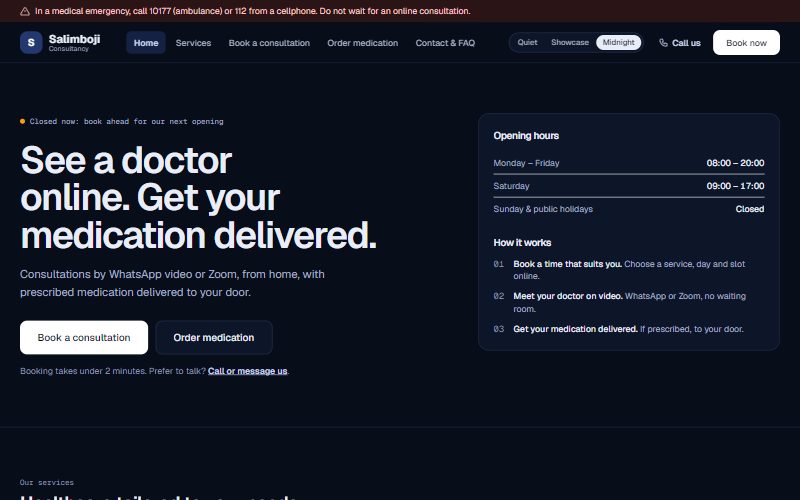 In a medical emergency, call 10177 (ambulance) or 112 from a cellphone. Do not wait for an online consultation.
S
Salimboji
Consultancy
Home
Services
Book a consultation
Order medication
Contact & FAQ
Quiet
Showcase
Midnight
Call us
Book now
Closed now: book ahead for our next opening
See a doctor
online. Get your
medication delivered.
Consultations by WhatsApp video or Zoom, from home, with
prescribed medication delivered to your door.
Book a consultation
Order medication
Booking takes under 2 minutes. Prefer to talk? Call or message us.
Opening hours
Monday – Friday 08:00 – 20:00
Saturday 09:00 – 17:00
Sunday & public holidays Closed
How it works
01 Book a time that suits you. Choose a service, day and slot
online.
02 Meet your doctor on video. WhatsApp or Zoom, no waiting
room.
03 Get your medication delivered. If prescribed, to your door.
Our services